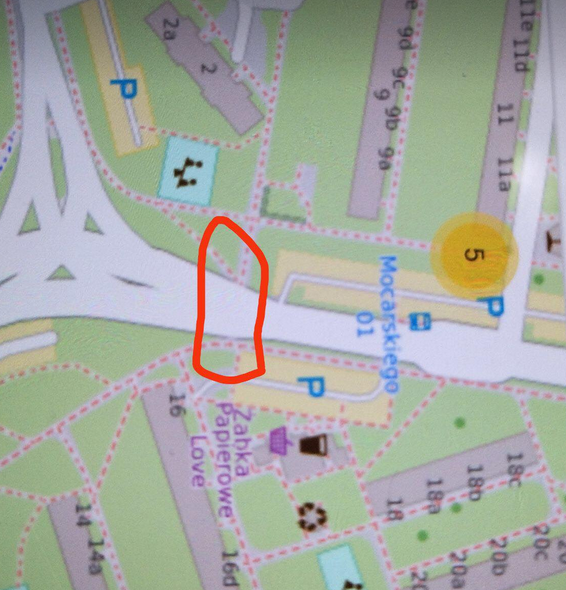 2a
2
P
9d
9c
9
9b
9a
11e
11d
11
11a
5
P
Mocarskiego
01
P
16
Żabka
Papierowe
Love
16d
14
14a
18
18a
18b
18c
20a
20b
20c